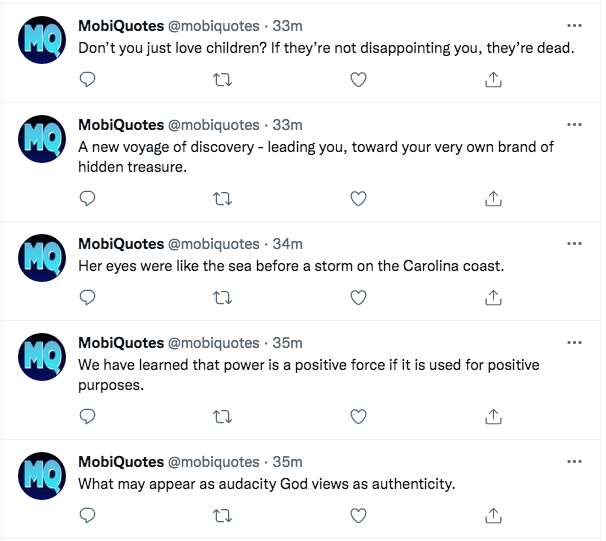 MQ
MobiQuotes @mobiquotes · 33m
Don’t you just love children? If they’re not disappointing you, they’re dead.
MQ
MobiQuotes @mobiquotes · 33m
A new voyage of discovery - leading you, toward your very own brand of
hidden treasure.
MQ
MobiQuotes @mobiquotes · 34m
Her eyes were like the sea before a storm on the Carolina coast.
MQ
MobiQuotes @mobiquotes · 35m
We have learned that power is a positive force if it is used for positive
purposes.
MQ
MobiQuotes @mobiquotes · 35m
What may appear as audacity God views as authenticity.